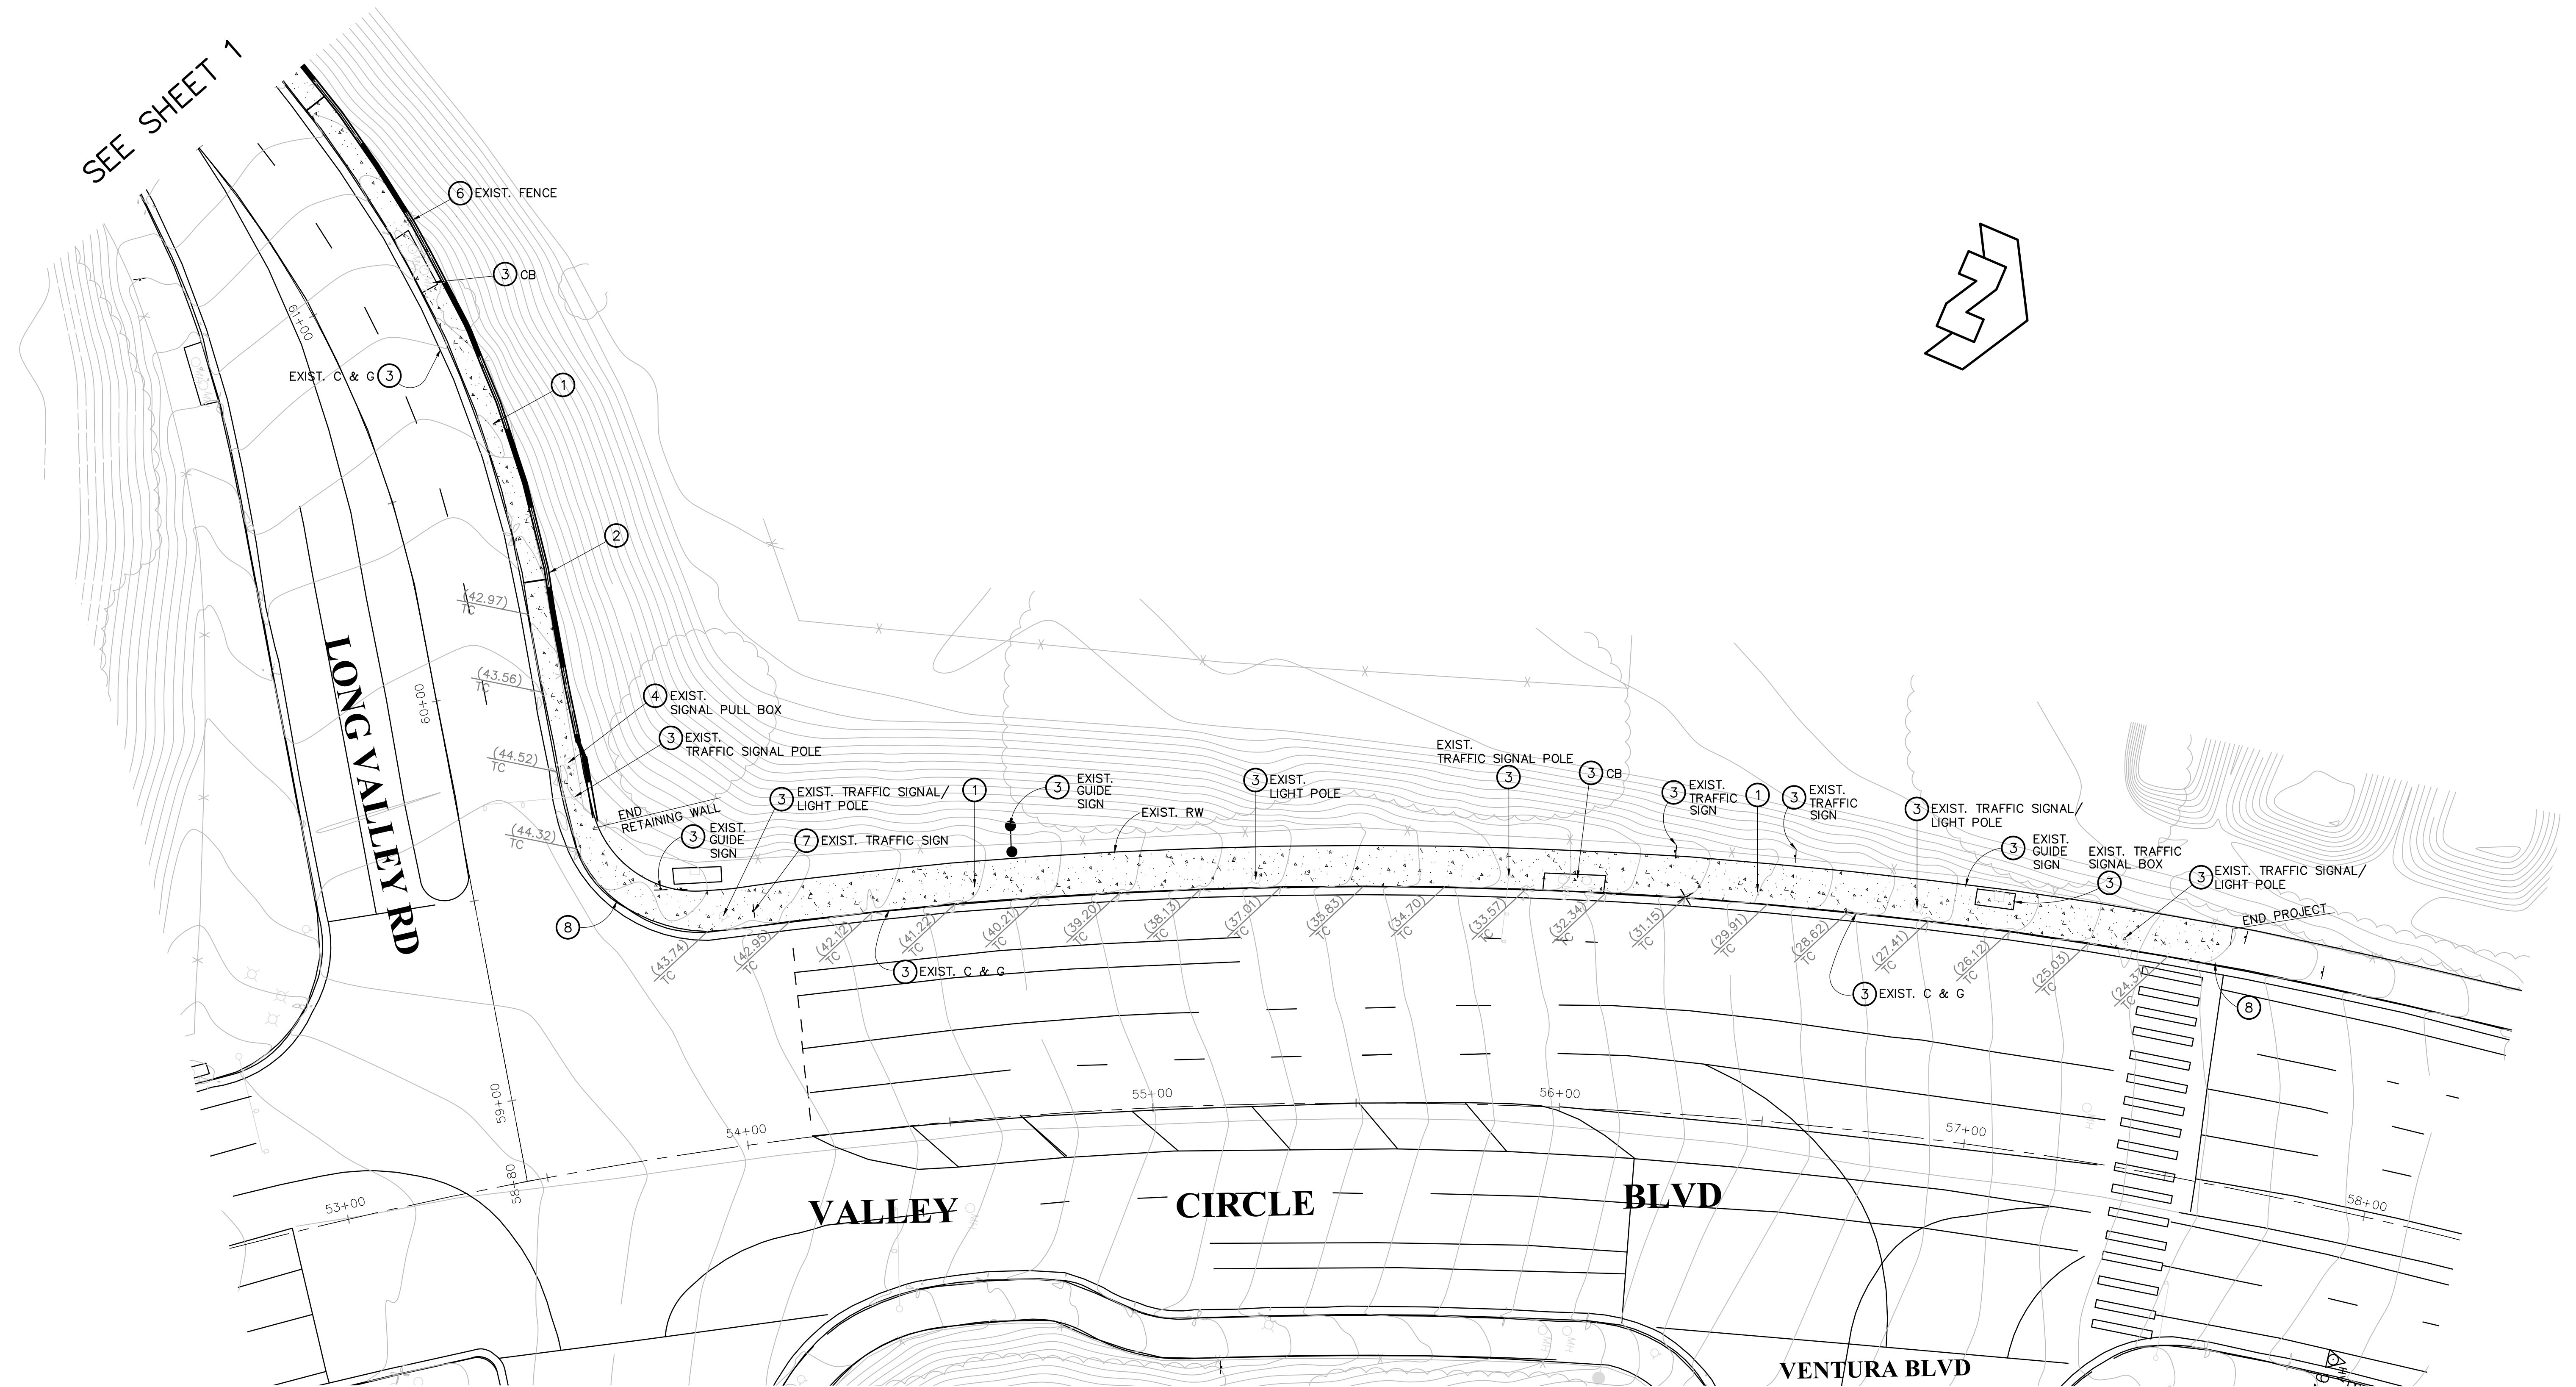 SEE SHEET 1
6 EXIST. FENCE
3 CB
61+00
EXIST. C & G 3
1
2
(42.97)
TC
(43.56)
TC
LONG VALLEY RD
60+00
4 EXIST.
SIGNAL PULL BOX
3 EXIST.
TRAFFIC SIGNAL POLE
(44.52)
TC
(44.32)
TC
END
RETAINING WALL
3 EXIST.
GUIDE
SIGN
3 EXIST. TRAFFIC SIGNAL/
LIGHT POLE
7 EXIST. TRAFFIC SIGN
1
3 EXIST.
GUIDE
SIGN
EXIST. RW
3 EXIST.
LIGHT POLE
EXIST.
TRAFFIC SIGNAL POLE
3
3 CB
3 EXIST.
TRAFFIC
SIGN
1
3 EXIST.
TRAFFIC
SIGN
3 EXIST. TRAFFIC SIGNAL/
LIGHT POLE
3 EXIST.
GUIDE
SIGN
EXIST. TRAFFIC
SIGNAL BOX
3
3 EXIST. TRAFFIC SIGNAL/
LIGHT POLE
END PROJECT
8
(43.74)
TC
(42.95)
TC
(42.12)
TC
(41.22)
TC
(40.21)
TC
(39.20)
TC
(38.13)
TC
(37.01)
TC
(35.83)
TC
(34.70)
TC
(33.57)
TC
(32.34)
TC
(31.15)
TC
(29.91)
TC
(28.62)
TC
(27.41)
TC
(26.12)
TC
(25.03)
TC
(24.37)
TC
3 EXIST. C & G
3 EXIST. C & G
8
59+00
58+80
53+00
54+00
55+00
56+00
57+00
58+00
VALLEY CIRCLE BLVD
VENTURA BLVD